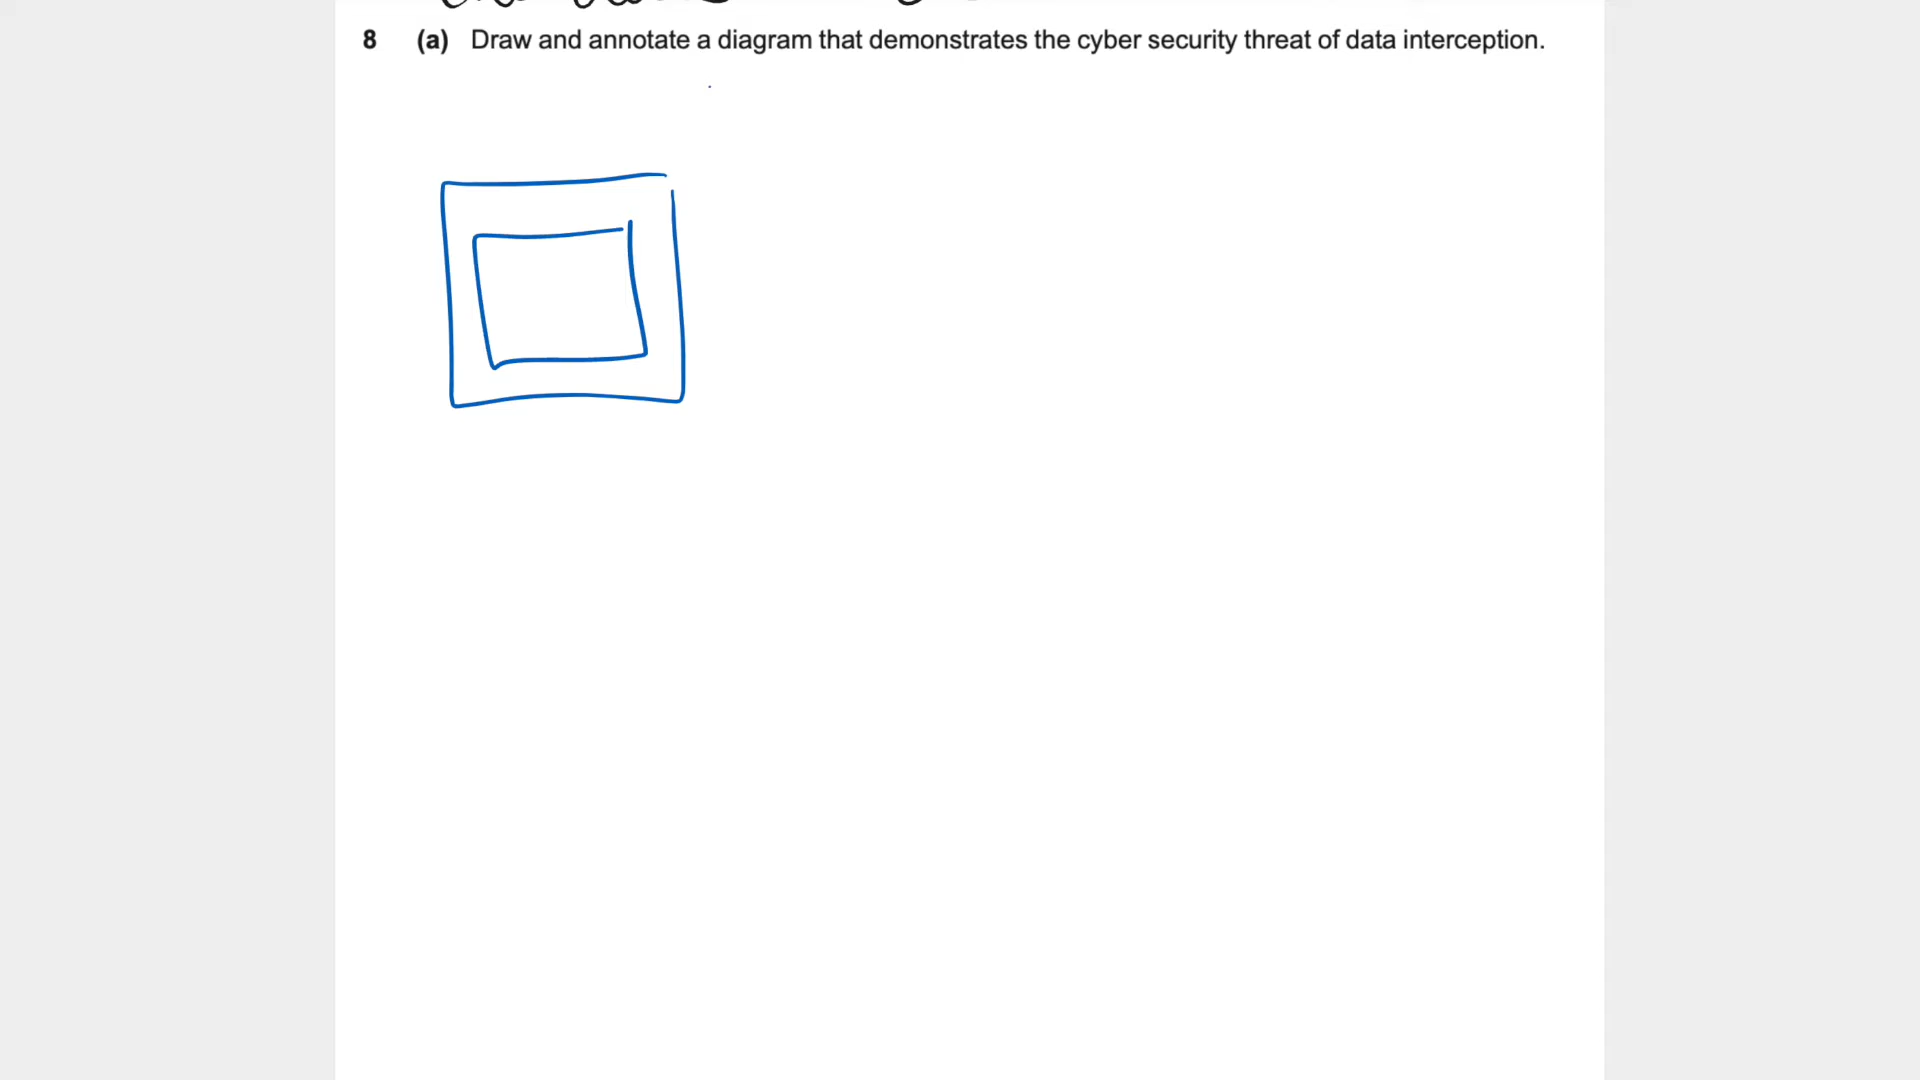 8 (a) Draw and annotate a diagram that demonstrates the cyber security threat of data interception.